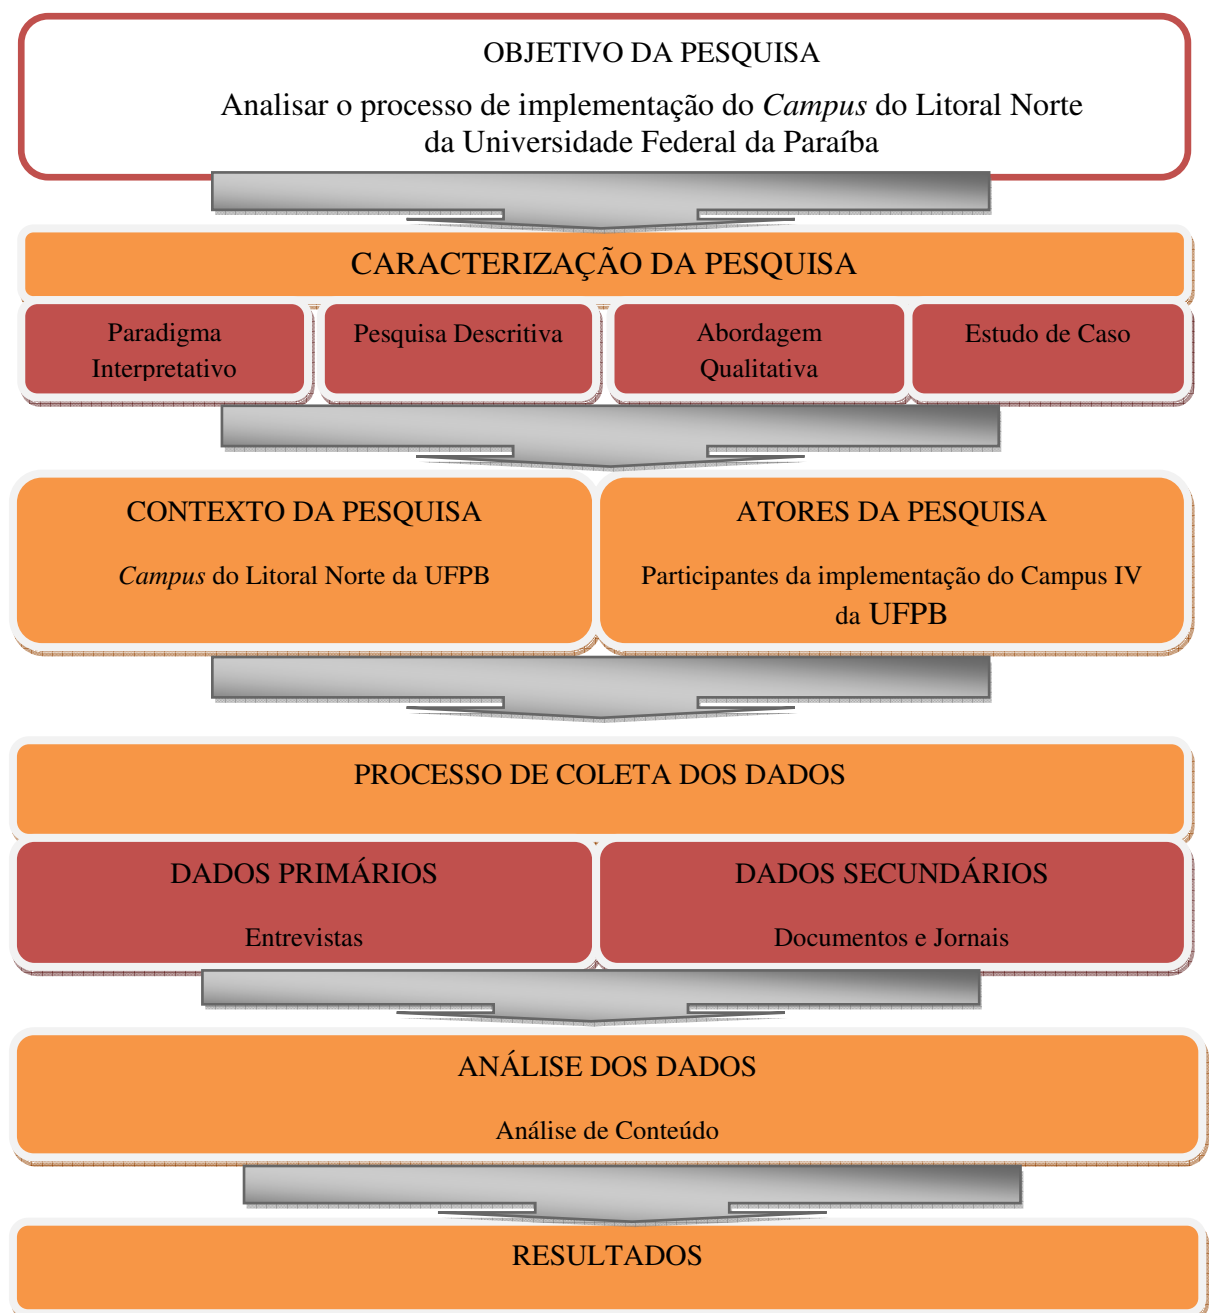 OBJETIVO DA PESQUISA
Analisar o processo de implementação do Campus do Litoral Norte
da Universidade Federal da Paraíba
CARACTERIZAÇÃO DA PESQUISA
Paradigma
Interpretativo
Pesquisa Descritiva
Abordagem
Qualitativa
Estudo de Caso
CONTEXTO DA PESQUISA
Campus do Litoral Norte da UFPB
ATORES DA PESQUISA
Participantes da implementação do Campus IV
da UFPB
PROCESSO DE COLETA DOS DADOS
DADOS PRIMÁRIOS
Entrevistas
DADOS SECUNDÁRIOS
Documentos e Jornais
ANÁLISE DOS DADOS
Análise de Conteúdo
RESULTADOS